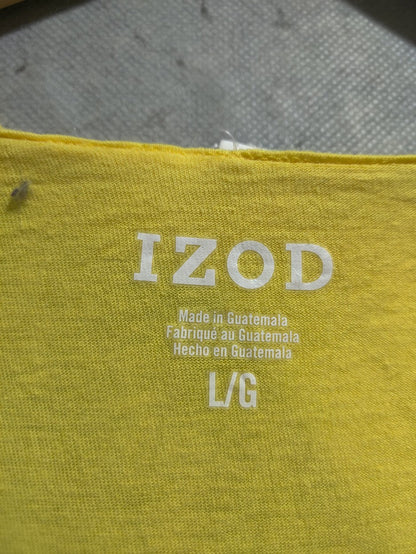 IZOD
Made in Guatemala
Fabriqué au Guatemala
Hecho en Guatemala
L/G